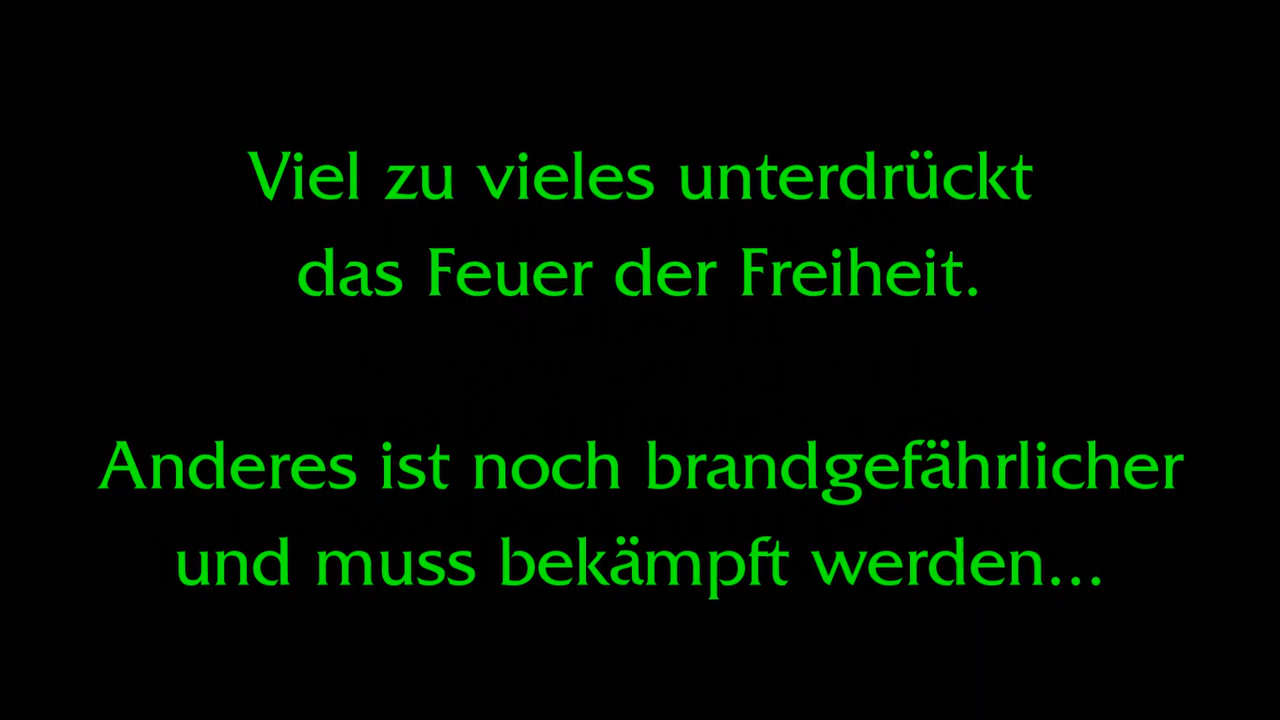 Viel zu vieles unterdrückt
das Feuer der Freiheit.
Anderes ist noch brandgefährlicher
und muss bekämpft werden...